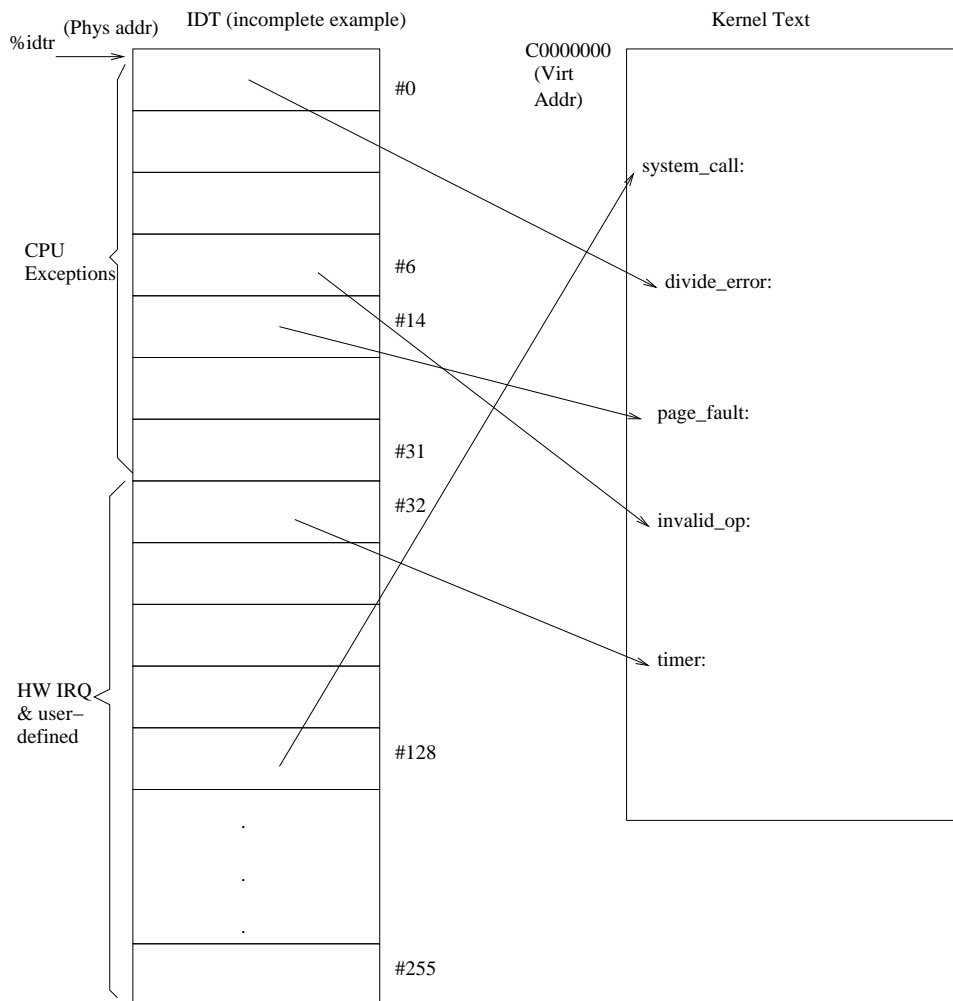 (Phys addr)
IDT (incomplete example)
Kernel Text
%idtr
C0000000
(Virt
Addr)
#0
system_call:
CPU
Exceptions
#6
divide_error:
#14
page_fault:
#31
#32
invalid_op:
timer:
HW IRQ
& user–
defined
#128
.
.
.
#255